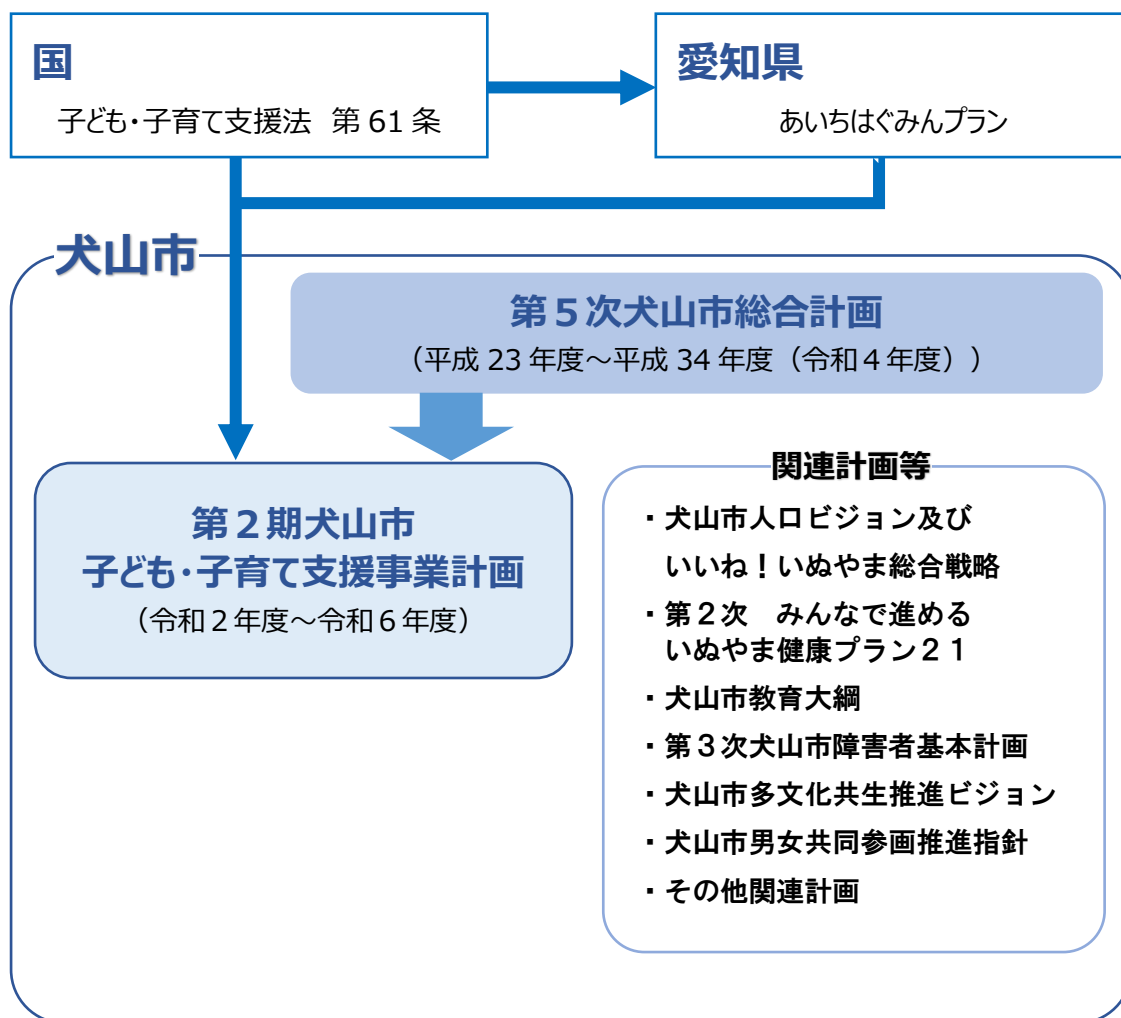 国
子ども・子育て支援法 第 61 条
愛知県
あいちはぐみんプラン
犬山市
第５次犬山市総合計画
（平成 23 年度～平成 34 年度（令和４年度））
第２期犬山市
子ども・子育て支援事業計画
（令和２年度～令和６年度）
関連計画等
・犬山市人口ビジョン及び
いいね！いぬやま総合戦略
・第２次　みんなで進める
いぬやま健康プラン２１
・犬山市教育大綱
・第３次犬山市障害者基本計画
・犬山市多文化共生推進ビジョン
・犬山市男女共同参画推進指針
・その他関連計画